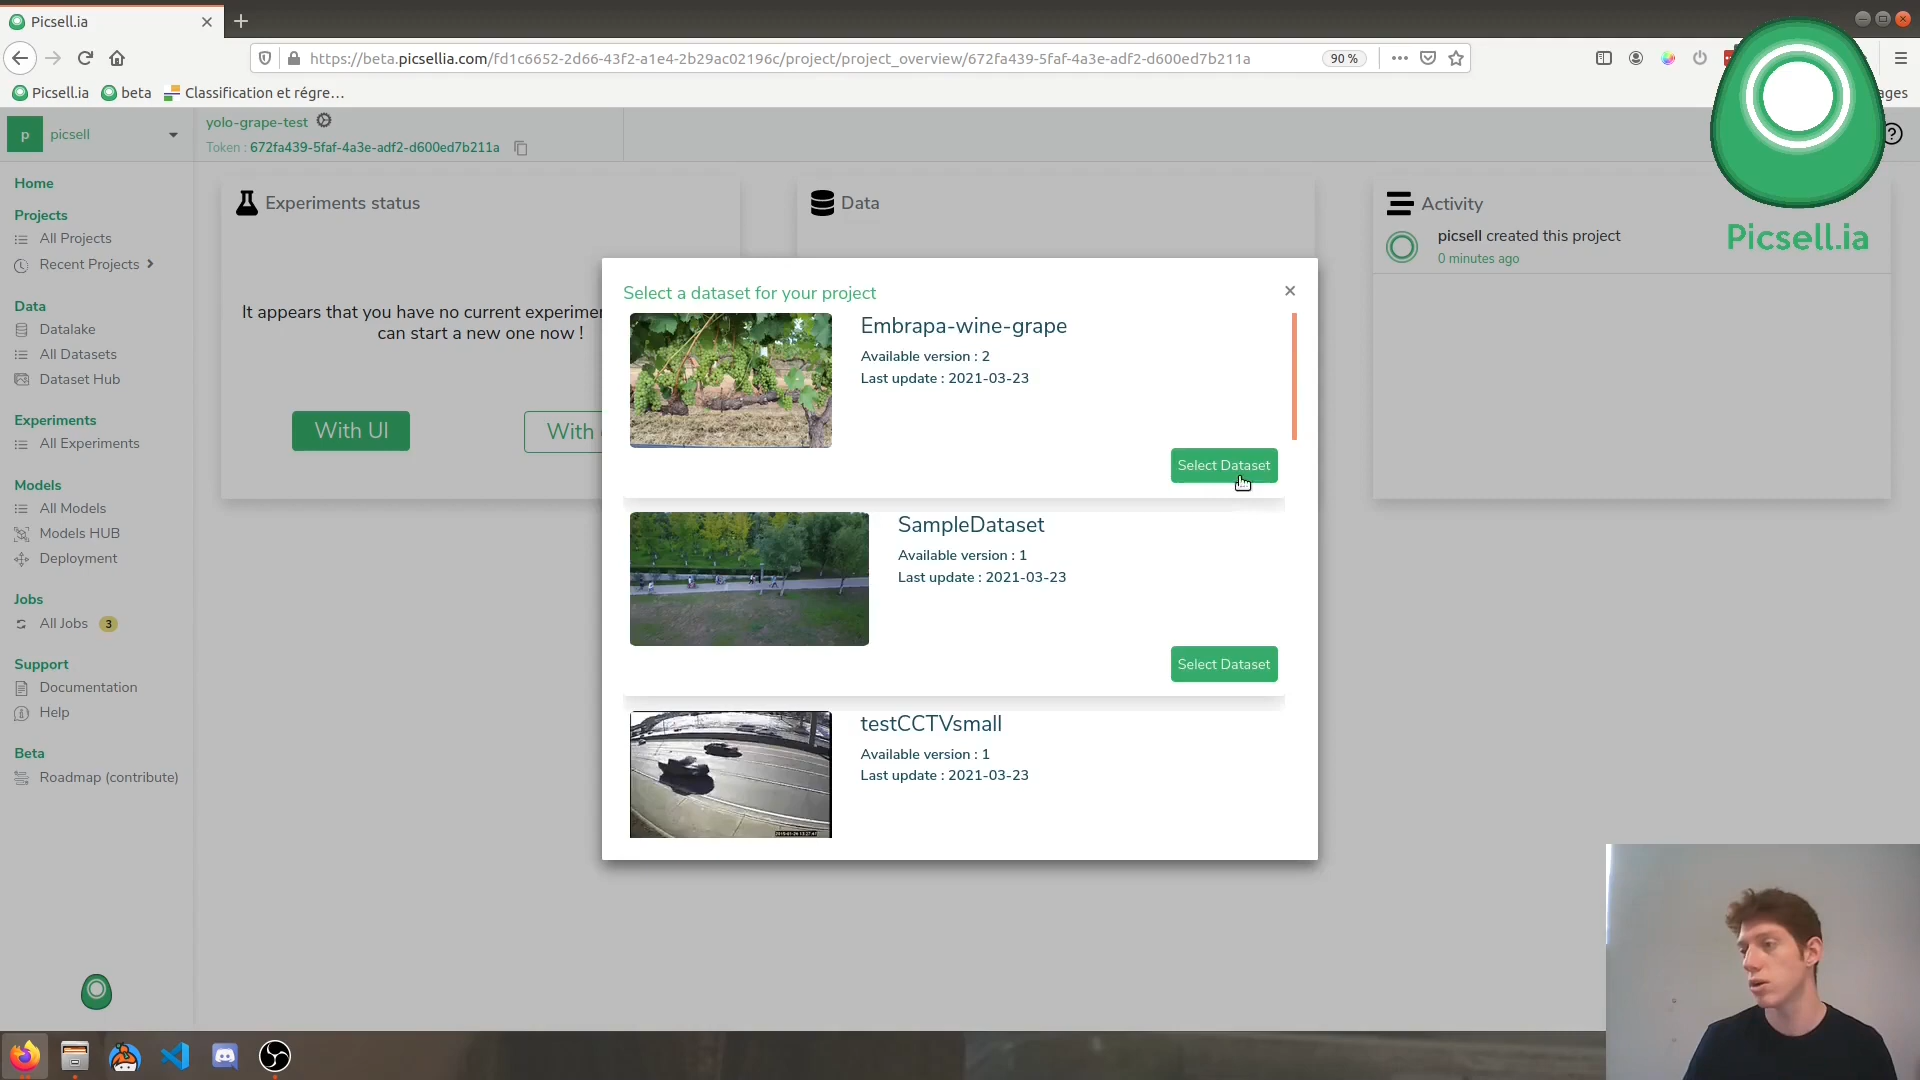 Picsell.ia
https://beta.picsellia.com/fd1c6652-2d66-43f2-a1e4-2b29ac02196c/project/project_overview/672fa439-5faf-4a3e-adf2-d600ed7b211a
90 %
Picsell.ia
beta
Classification et régre…
ages
p
picsell
yolo-grape-test
Token : 672fa439-5faf-4a3e-adf2-d600ed7b211a
Home
Projects
All Projects
Recent Projects
Data
Datalake
All Datasets
Dataset Hub
Experiments
All Experiments
Models
All Models
Models HUB
Deployment
Jobs
All Jobs 3
Support
Documentation
Help
Beta
Roadmap (contribute)
Experiments status
It appears that you have no current experimen
can start a new one now !
With UI
With
Data
Activity
picsell created this project
0 minutes ago
Picsell.ia
Select a dataset for your project
Embrapa-wine-grape
Available version : 2
Last update : 2021-03-23
Select Dataset
SampleDataset
Available version : 1
Last update : 2021-03-23
Select Dataset
testCCTVsmall
Available version : 1
Last update : 2021-03-23